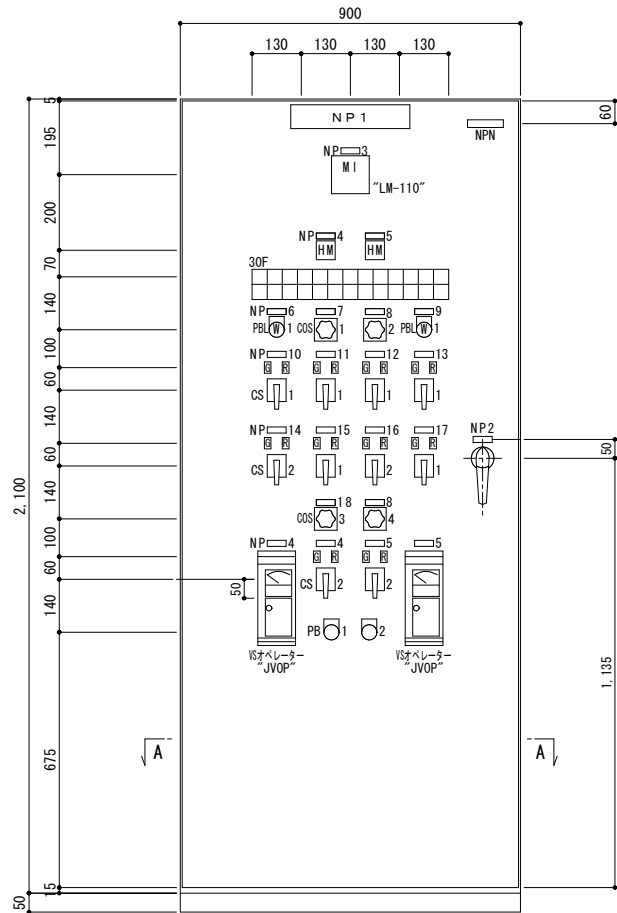 900
130 130 130 130
5
195
200
70
140
100
60
140
60
140
100
60
140
675
15
2,100
50
60
50
1,135
50
NP1
NPN
NP 3
MI
"LM-110"
NP 4 5
HM HM
30F
NP 6 7 8 9
PBL W 1 COS 1 2 PBL W 1
NP 10 11 12 13
G R G R G R G R
CS 1 1 1 1
NP 14 15 16 17
G R G R G R G R
CS 2 1 2 1
NP2
18 8
COS 3 4
NP 4 4 5 5
G R G R
CS 2 2
PB 1 2
VSオペレーター VSオペレーター
"JVOP" "JVOP"
A A